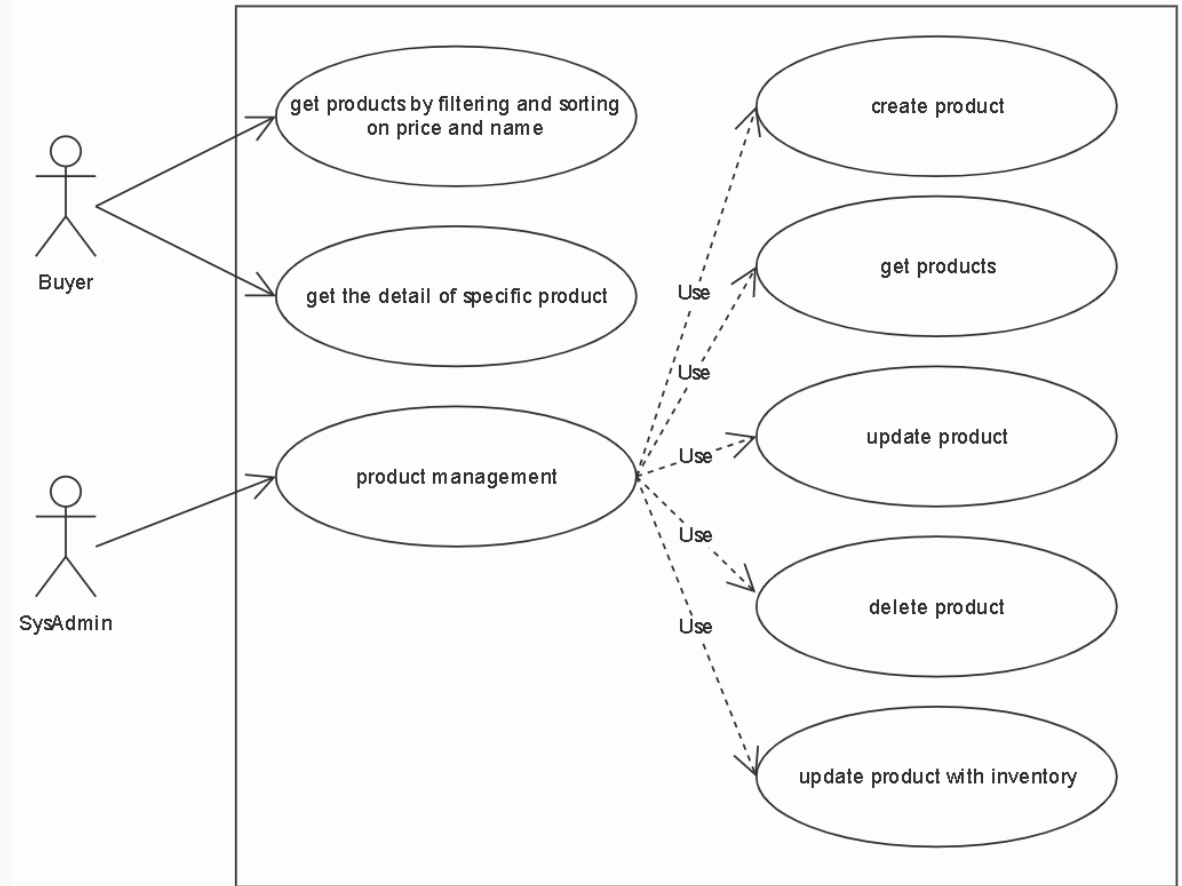 get products by filtering and sorting
on price and name
Buyer
get the detail of specific product
product management
SysAdmin
create product
get products
update product
delete product
update product with inventory
Use
Use
Use
Use
Use